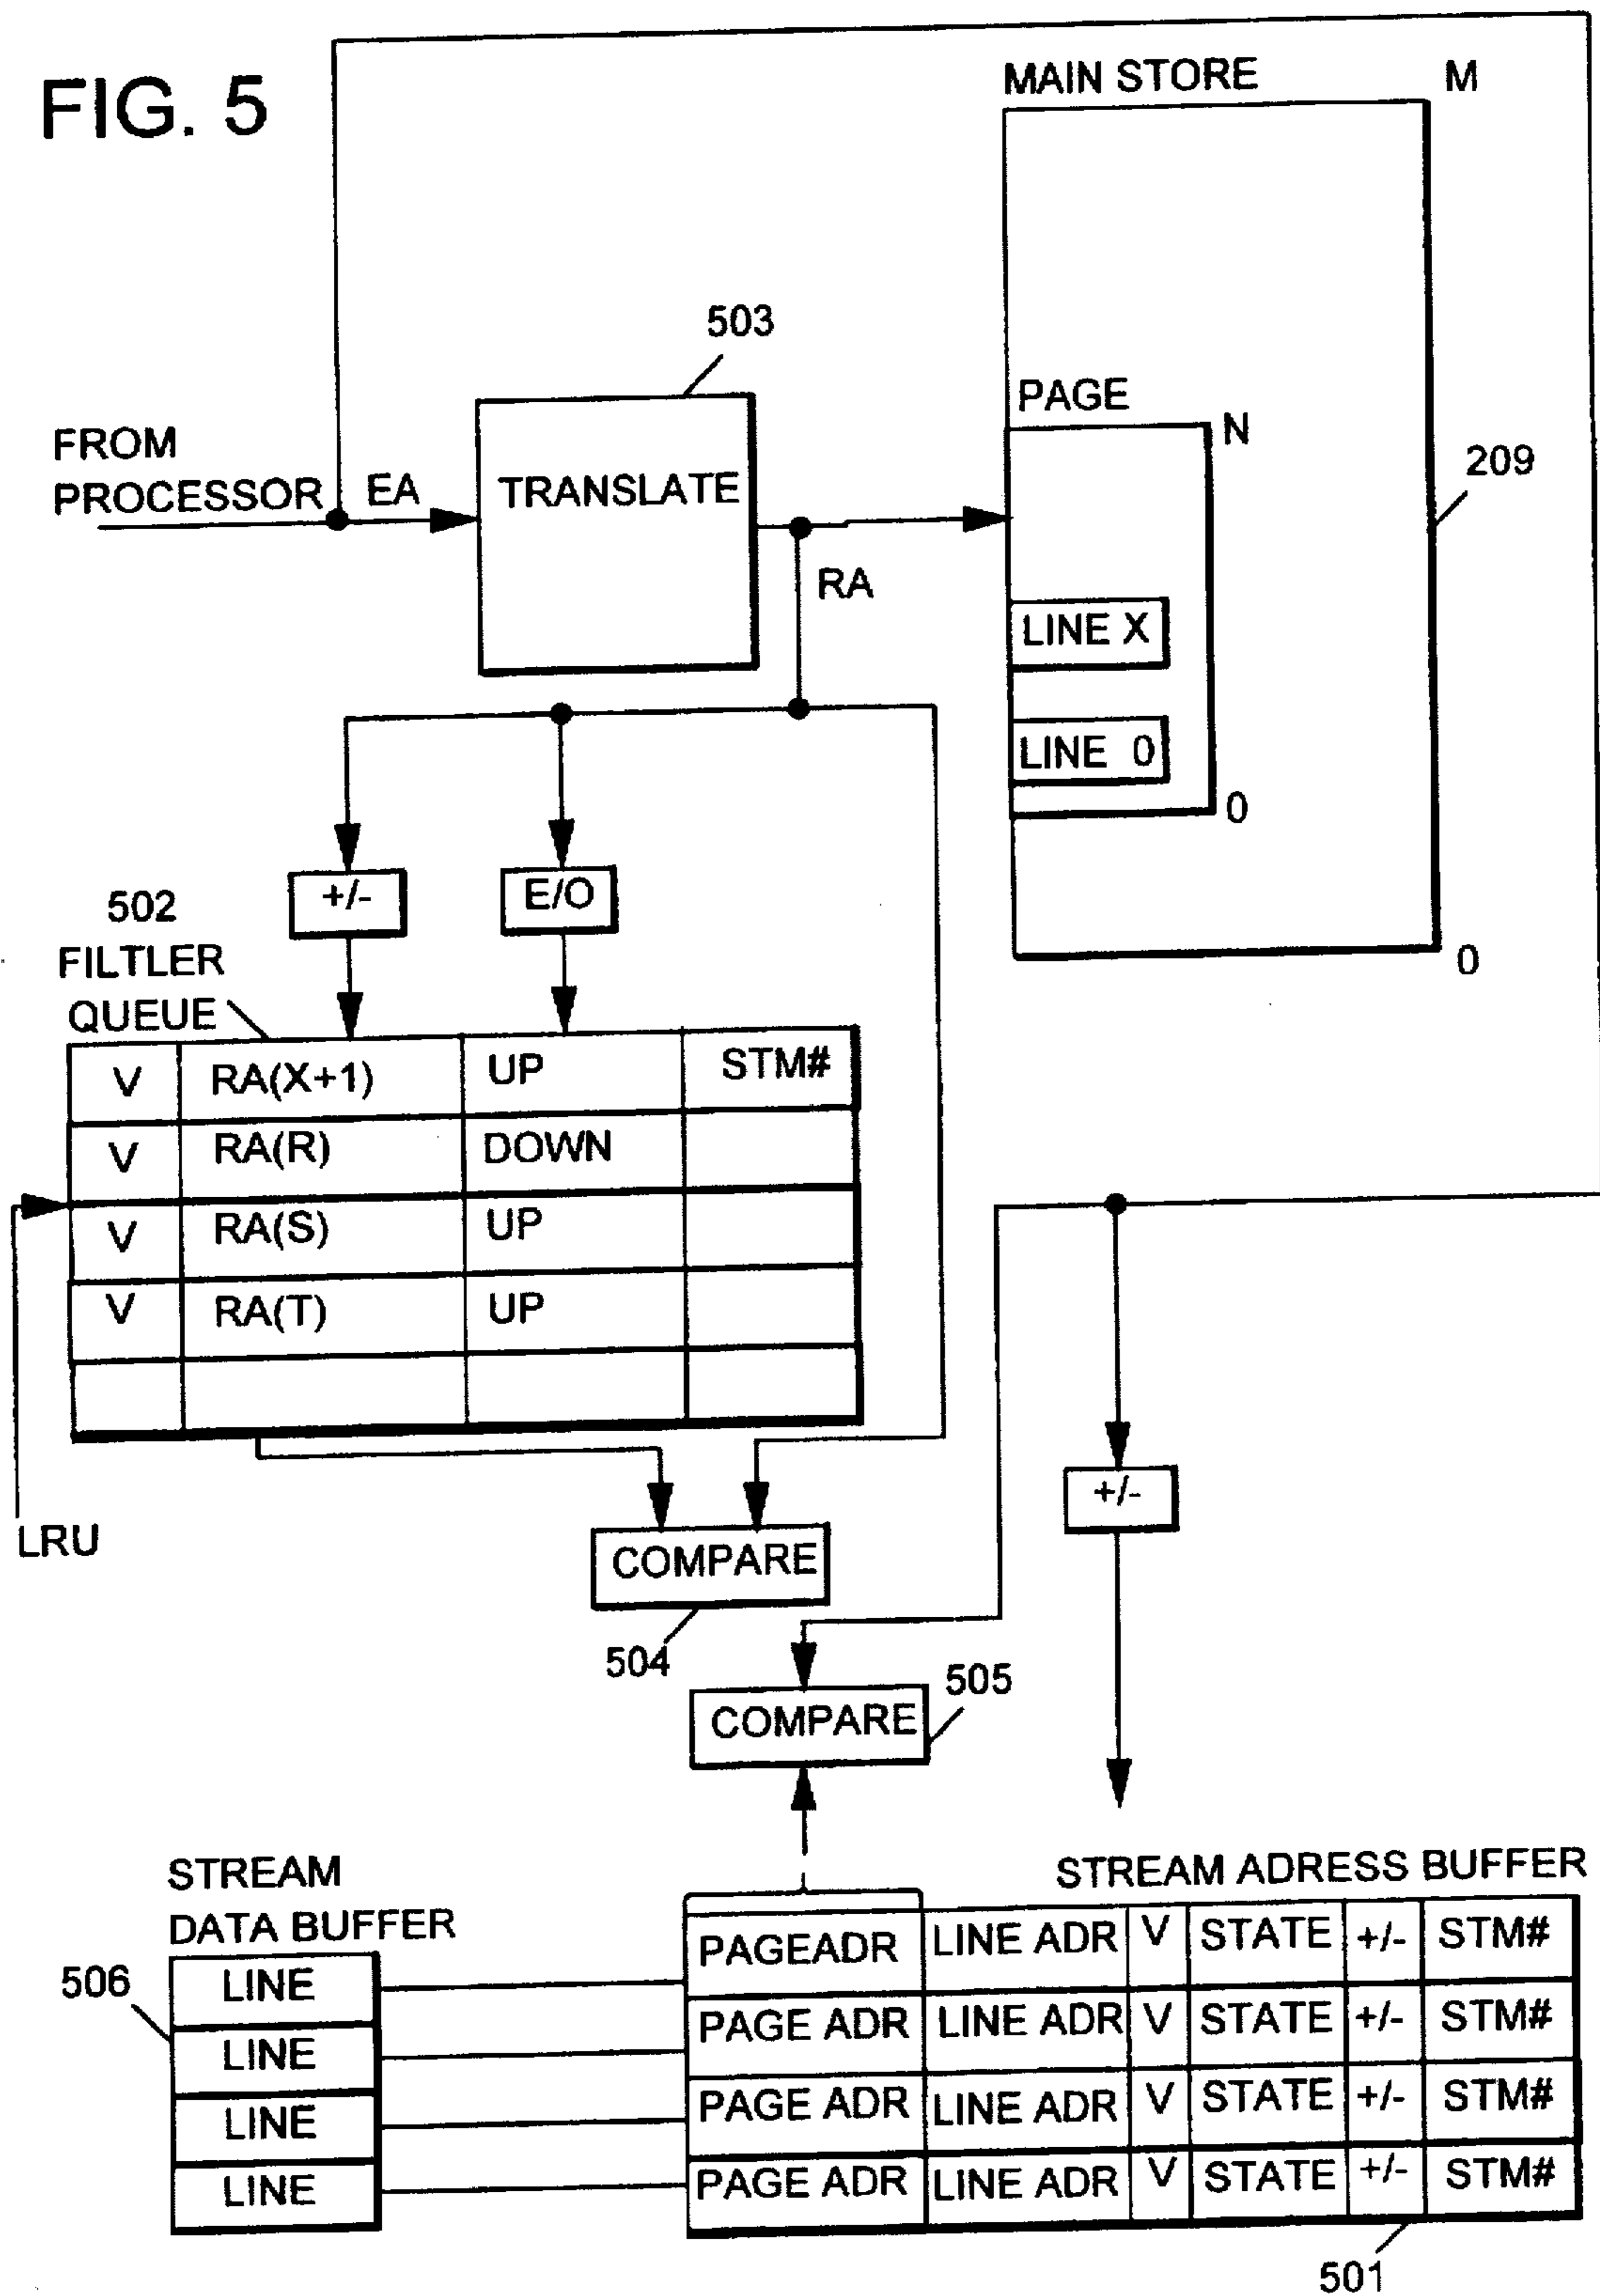 FIG. 5
MAIN STORE M
503
PAGE
N
FROM
PROCESSOR EA
TRANSLATE
209
RA
LINE X
LINE 0
0
+/- E/O
502
FILTLER
QUEUE
0
V RA(X+1) UP STM#
V RA(R) DOWN
V RA(S) UP
V RA(T) UP
+/-
LRU
COMPARE
504
505
COMPARE
STREAM
DATA BUFFER
STREAM ADRESS BUFFER
506
LINE
LINE
LINE
LINE
PAGEADR LINE ADR V STATE +/- STM#
PAGE ADR LINE ADR V STATE +/- STM#
PAGE ADR LINE ADR V STATE +/- STM#
PAGE ADR LINE ADR V STATE +/- STM#
501